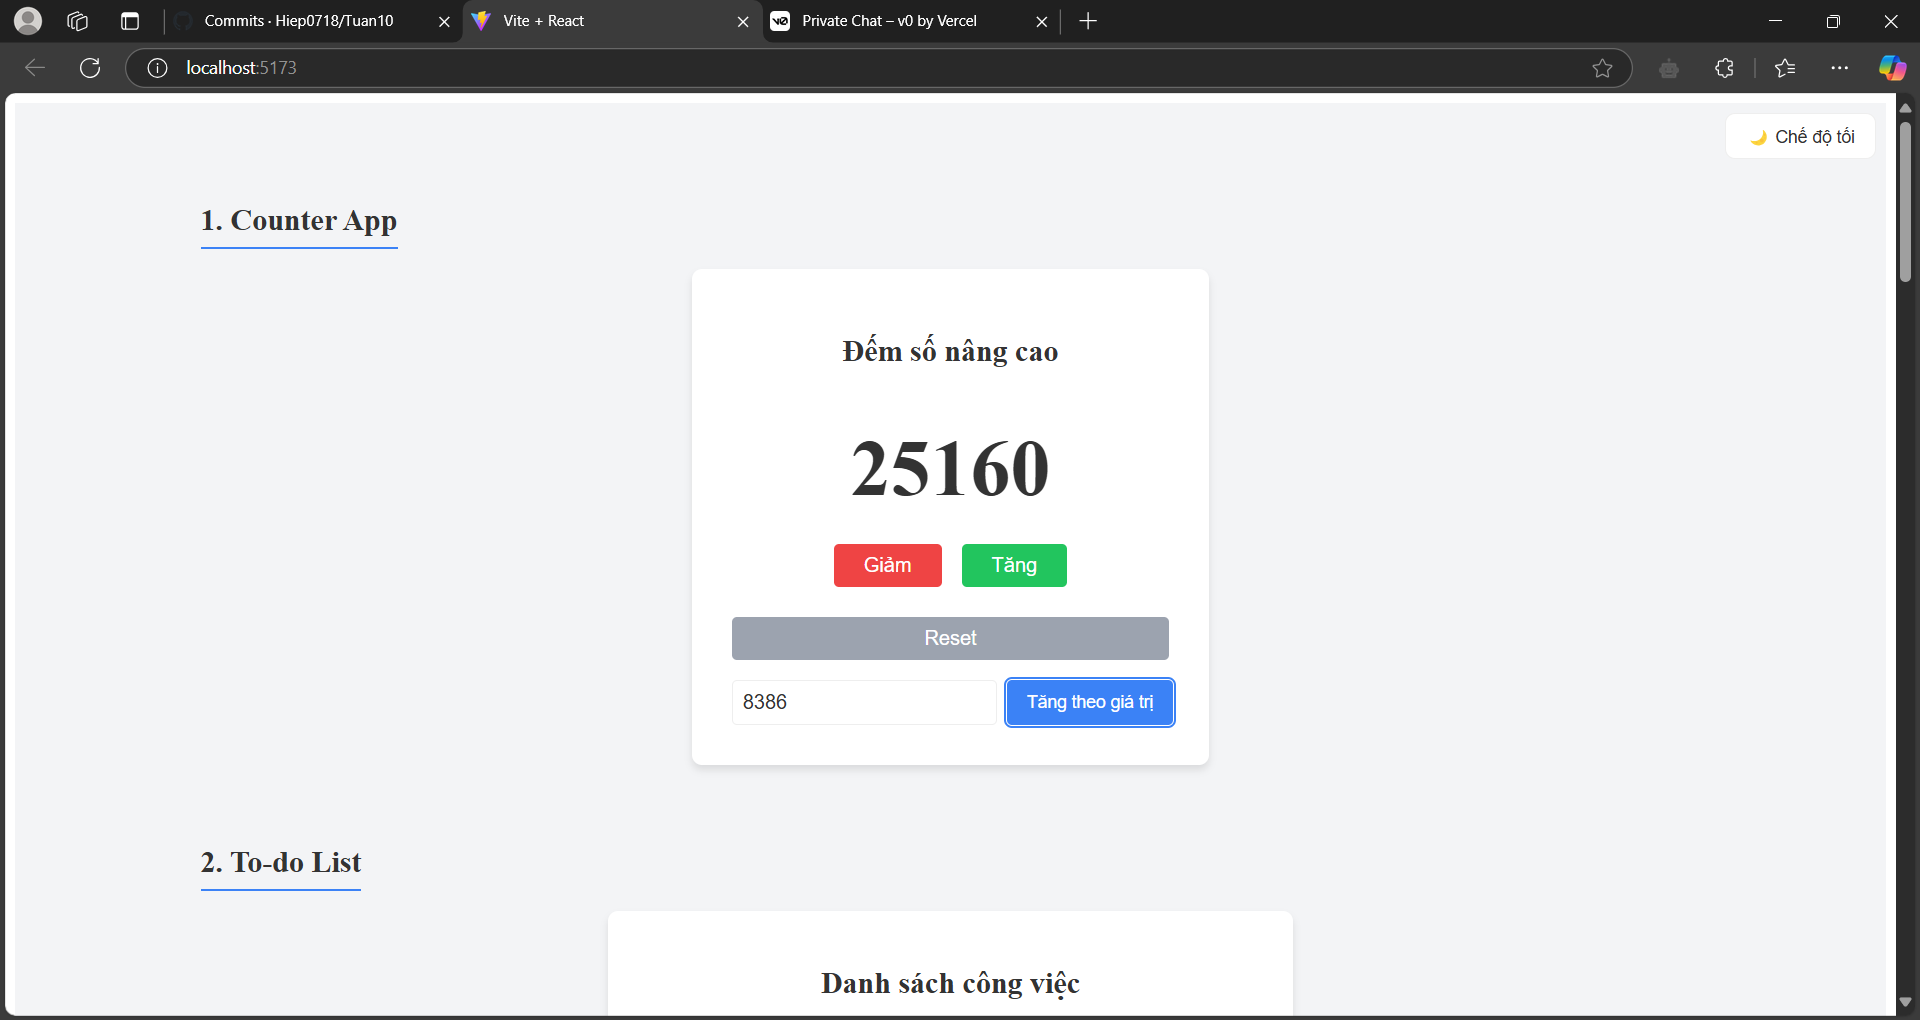 Commits · Hiep0718/Tuan10
Vite + React
Private Chat – v0 by Vercel
localhost:5173
🌙 Chế độ tối
1. Counter App
Đếm số nâng cao
25160
Giảm Tăng
Reset
8386 Tăng theo giá trị
2. To-do List
Danh sách công việc